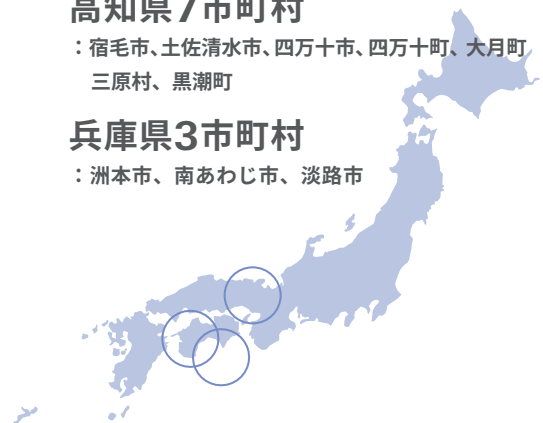 高知県7市町村
：宿毛市、土佐清水市、四万十市、四万十町、大月町
三原村、黒潮町
兵庫県3市町村
：洲本市、南あわじ市、淡路市